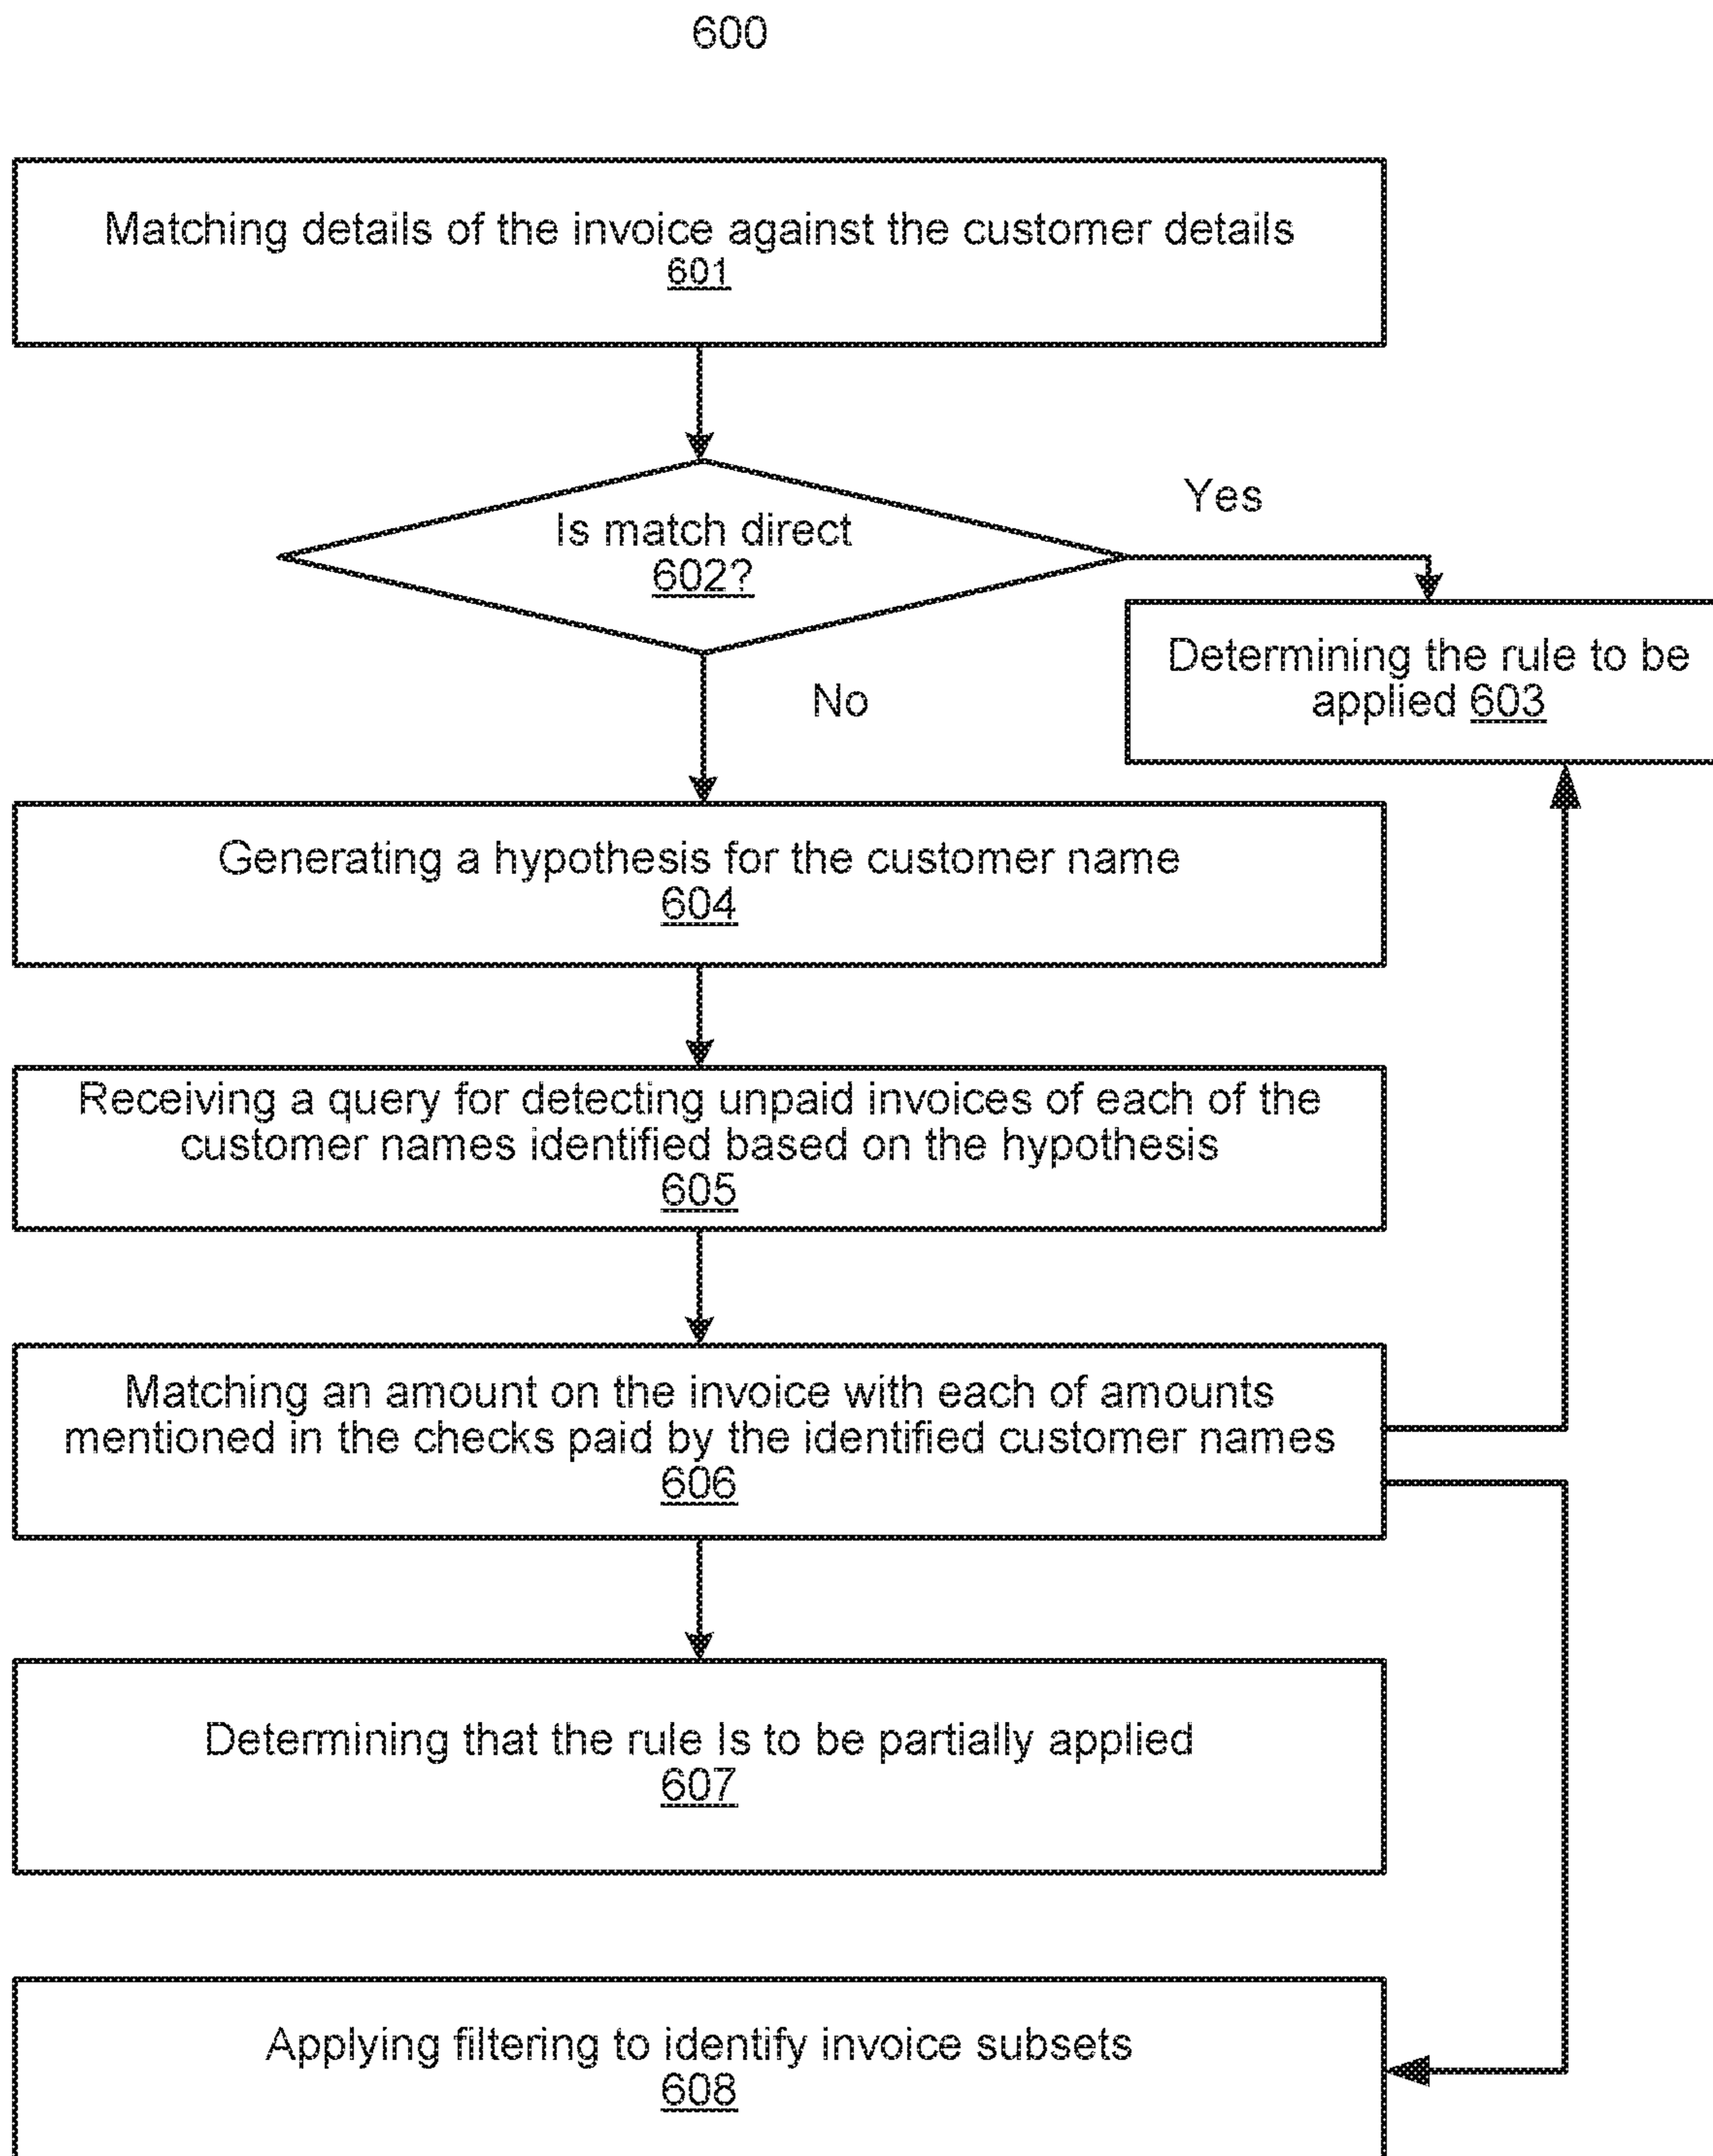 600
Matching details of the invoice against the customer details
601
Is match direct
602?
Yes
Determining the rule to be
applied 603
No
Generating a hypothesis for the customer name
604
Receiving a query for detecting unpaid invoices of each of the
customer names identified based on the hypothesis
605
Matching an amount on the invoice with each of amounts
mentioned in the checks paid by the identified customer names
606
Determining that the rule Is to be partially applied
607
Applying filtering to identify invoice subsets
608